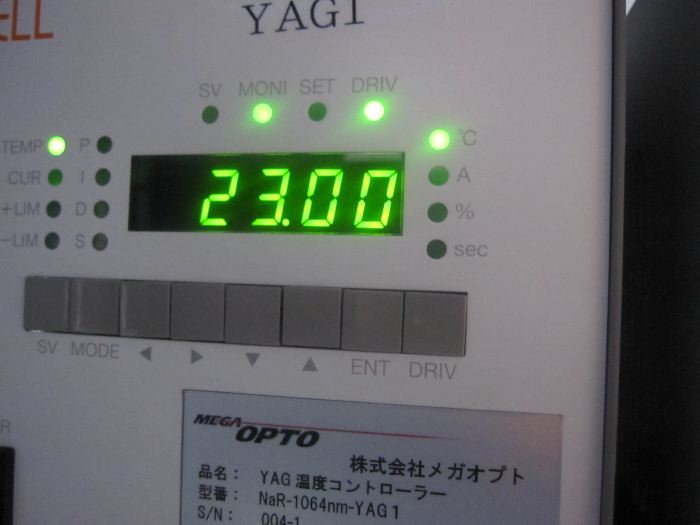 ELL
YAG1
SV MONI SET DRIV
TEMP P °C
CUR I A
+LIM D %
-LIM S sec
23.00
SV MODE ◀ ▶ ▼ ▲ ENT DRIV
R
MEGA OPTO
株式会社メガオプト
品名： YAG 温度コントローラー
型番： NaR-1064nm-YAG1
S/N： 004-1